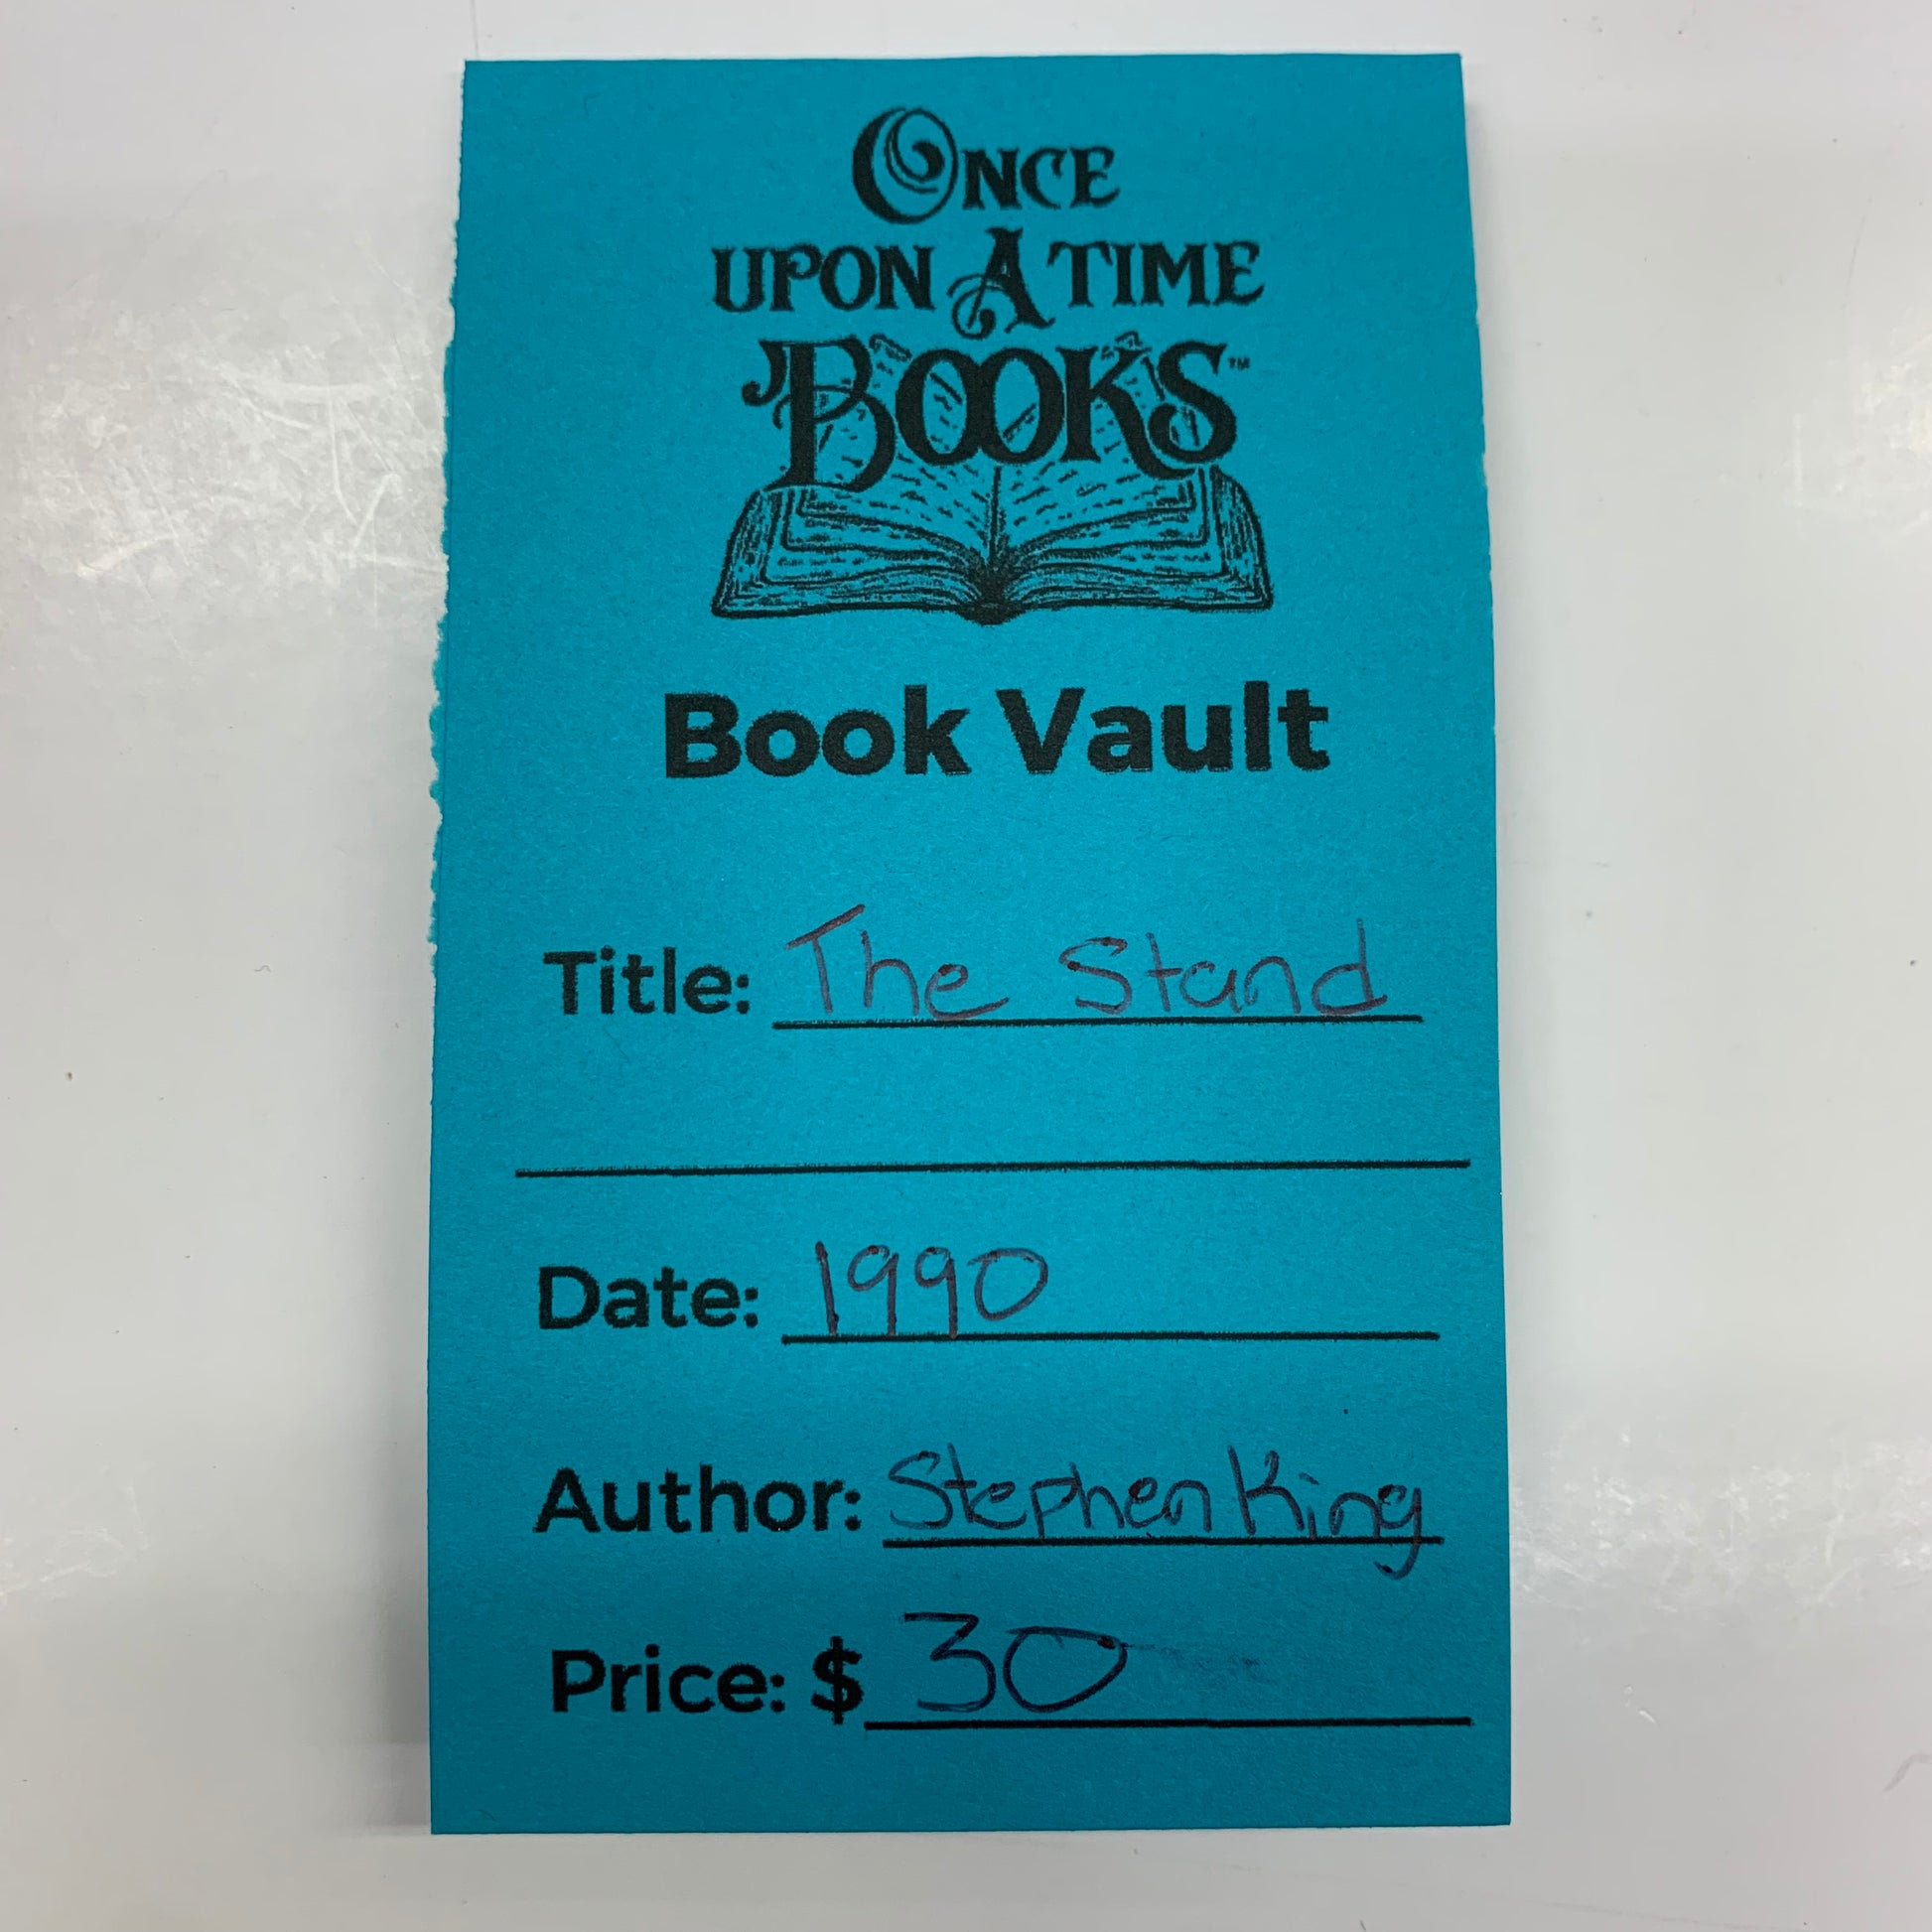 ONCE
UPON A TIME
BOOKS™
Book Vault
Title: The Stand
Date: 1990
Author: Stephen King
Price: $ 30